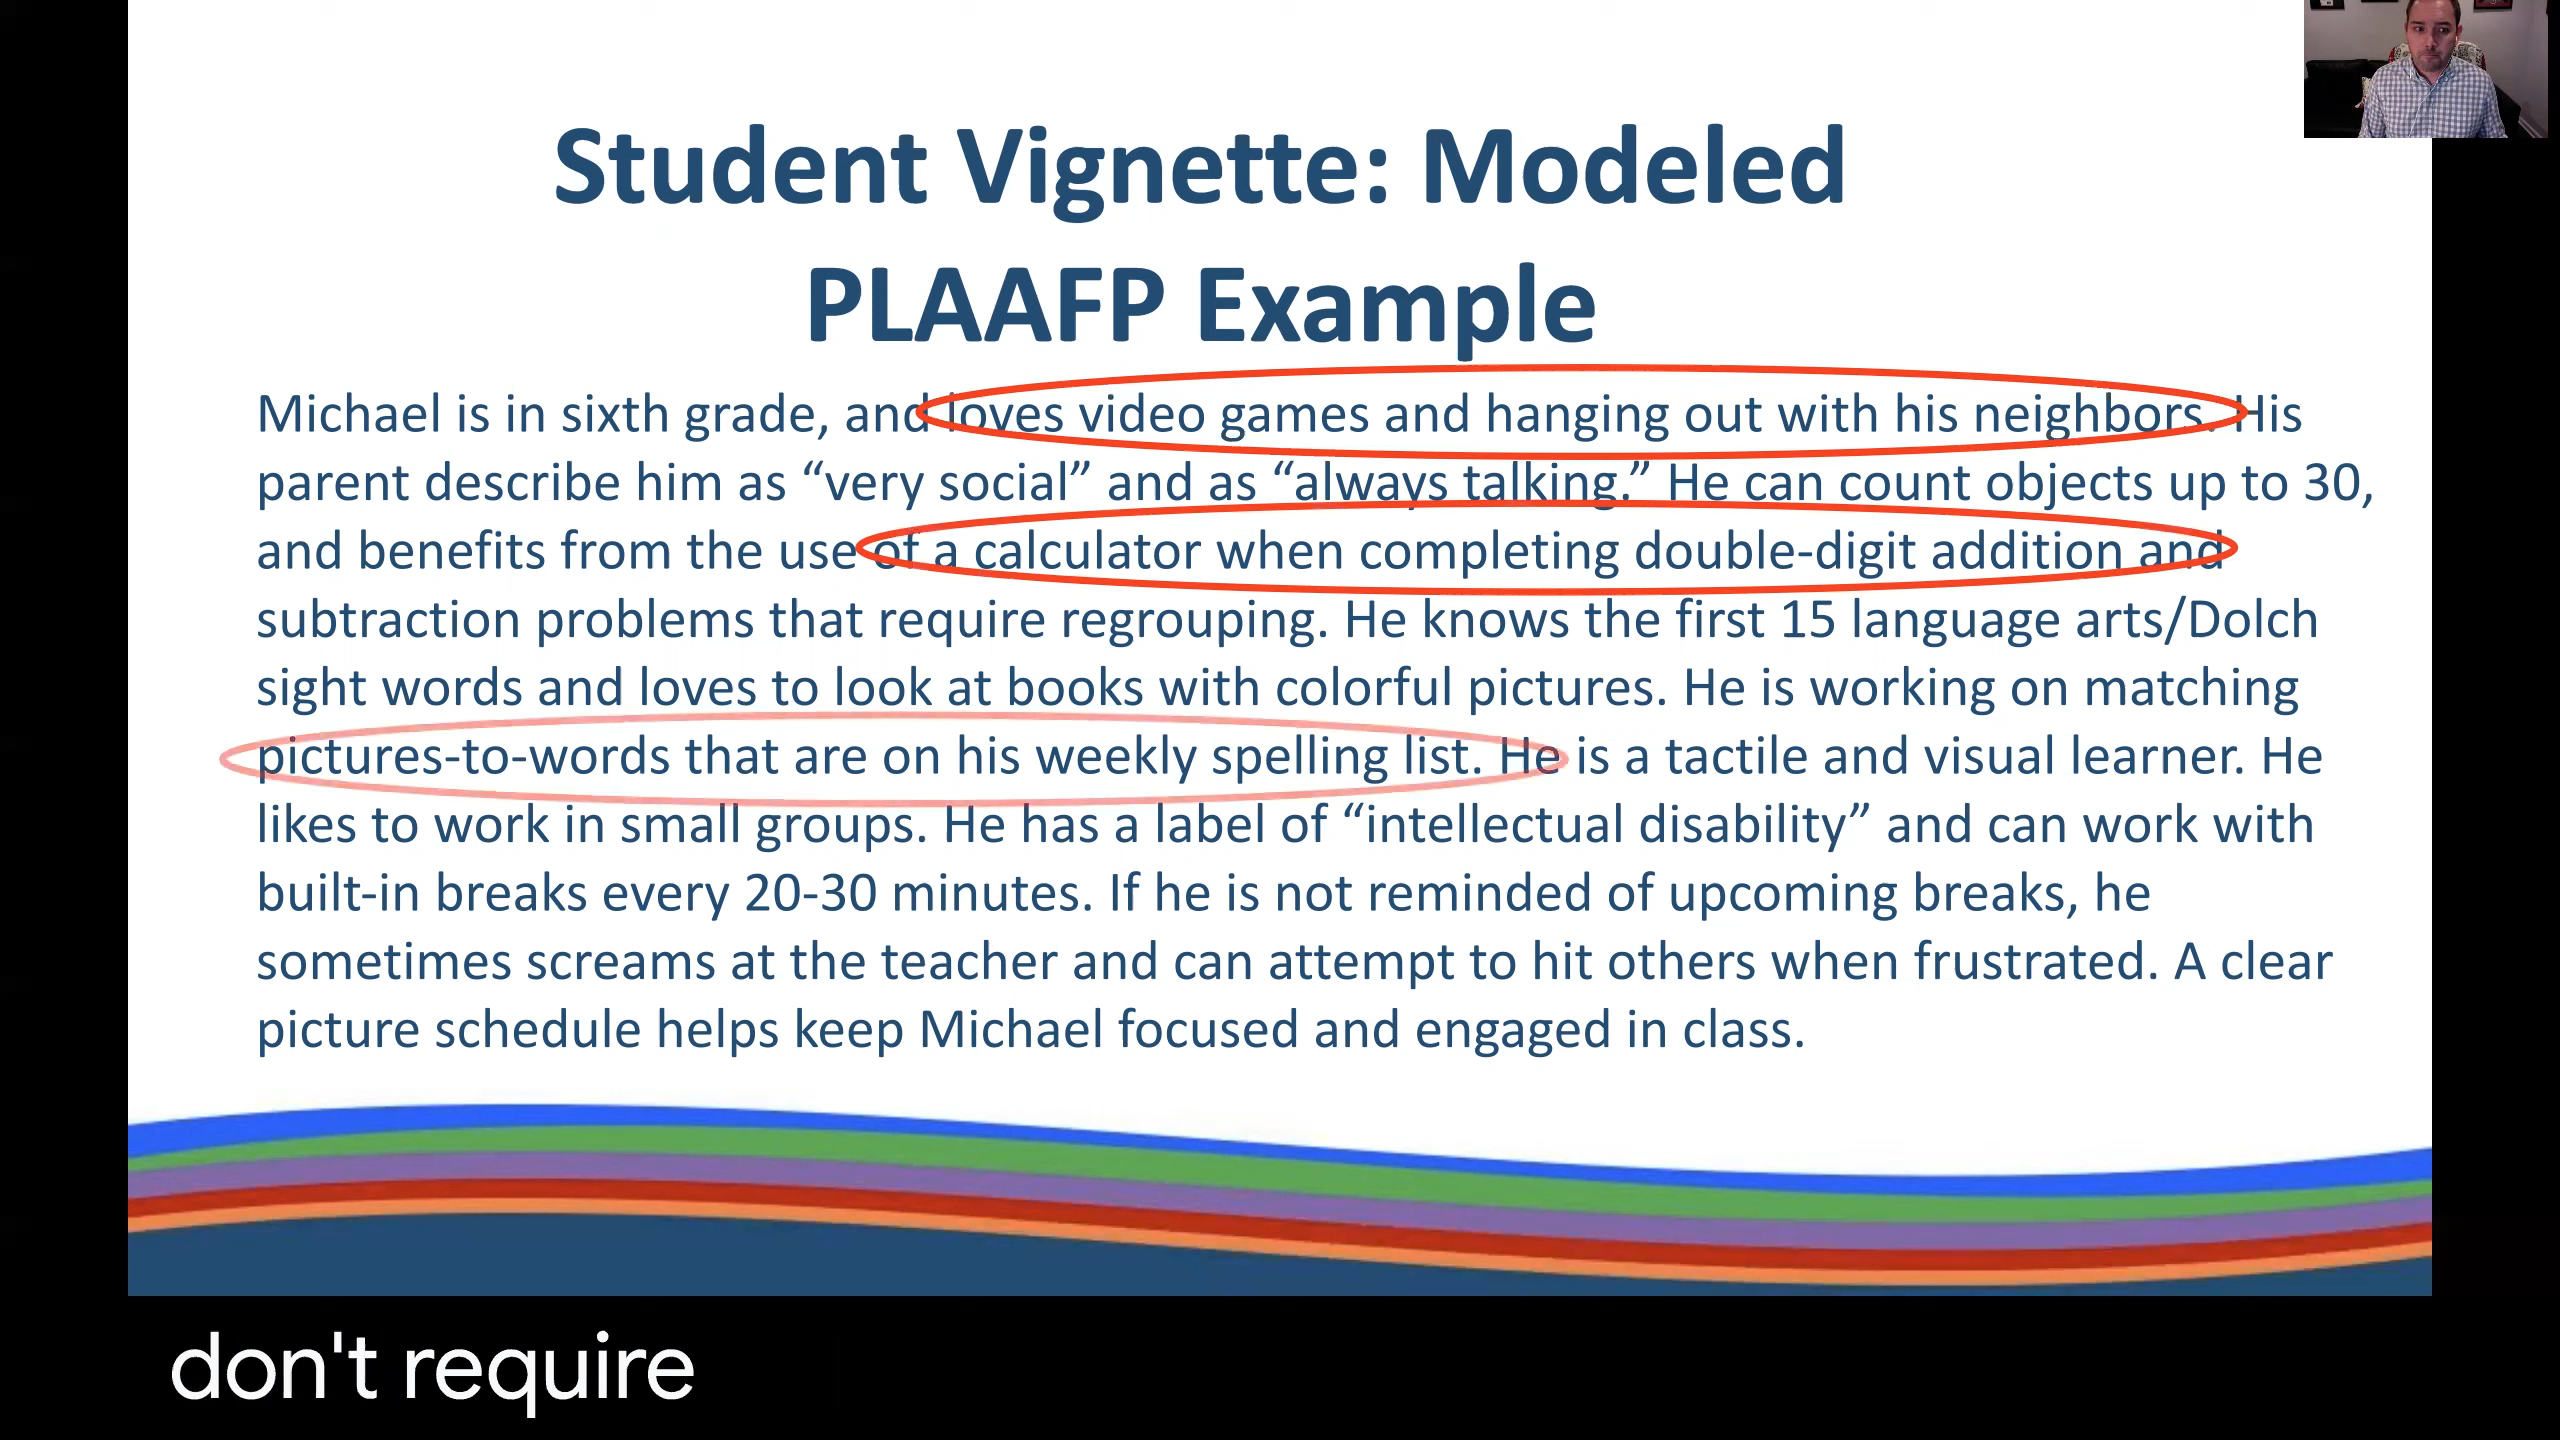 Student Vignette: Modeled
PLAAFP Example
Michael is in sixth grade, and loves video games and hanging out with his neighbors. His
parent describe him as “very social” and as “always talking.” He can count objects up to 30,
and benefits from the use of a calculator when completing double-digit addition and
subtraction problems that require regrouping. He knows the first 15 language arts/Dolch
sight words and loves to look at books with colorful pictures. He is working on matching
pictures-to-words that are on his weekly spelling list. He is a tactile and visual learner. He
likes to work in small groups. He has a label of “intellectual disability” and can work with
built-in breaks every 20-30 minutes. If he is not reminded of upcoming breaks, he
sometimes screams at the teacher and can attempt to hit others when frustrated. A clear
picture schedule helps keep Michael focused and engaged in class.
don't require